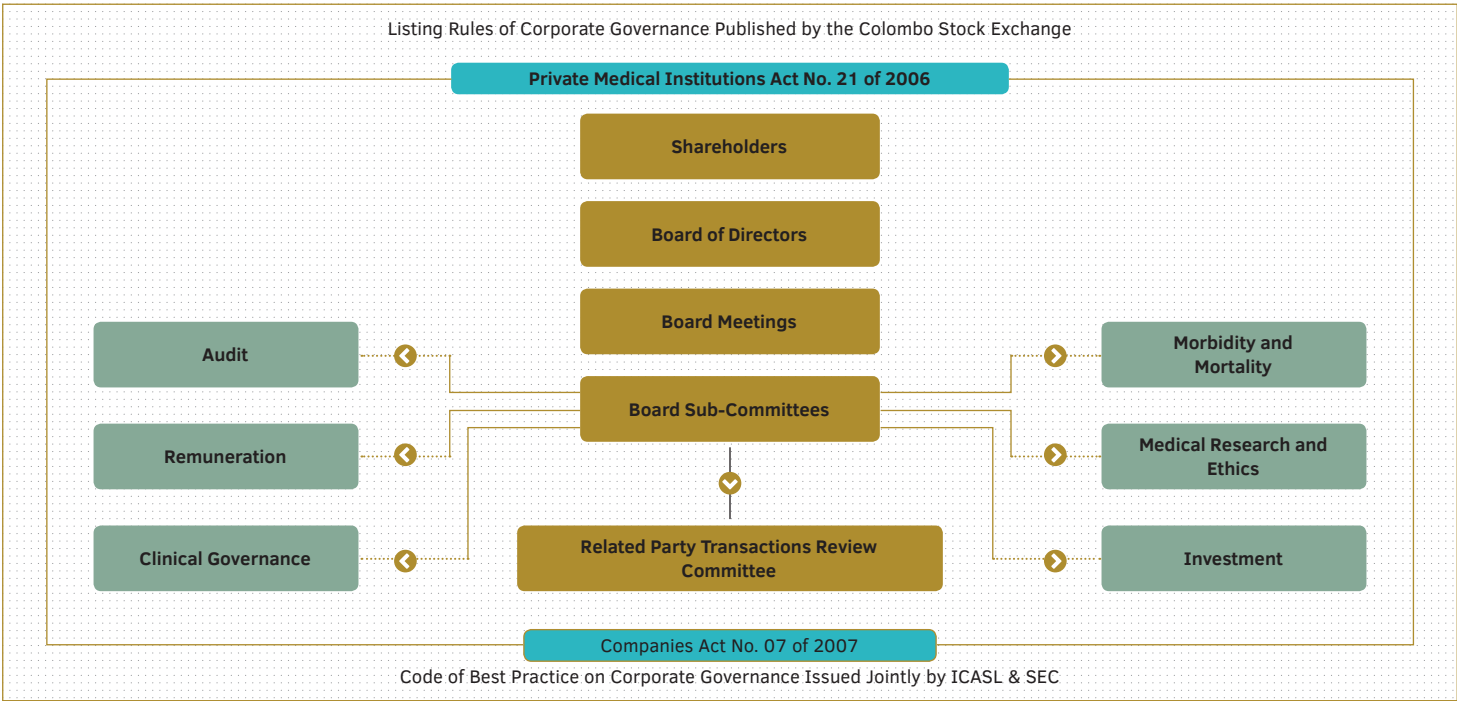 Listing Rules of Corporate Governance Published by the Colombo Stock Exchange
Private Medical Institutions Act No. 21 of 2006
Shareholders
Board of Directors
Board Meetings
Board Sub-Committees
Audit
Remuneration
Clinical Governance
Related Party Transactions Review
Committee
Morbidity and
Mortality
Medical Research and
Ethics
Investment
Companies Act No. 07 of 2007
Code of Best Practice on Corporate Governance Issued Jointly by ICASL & SEC